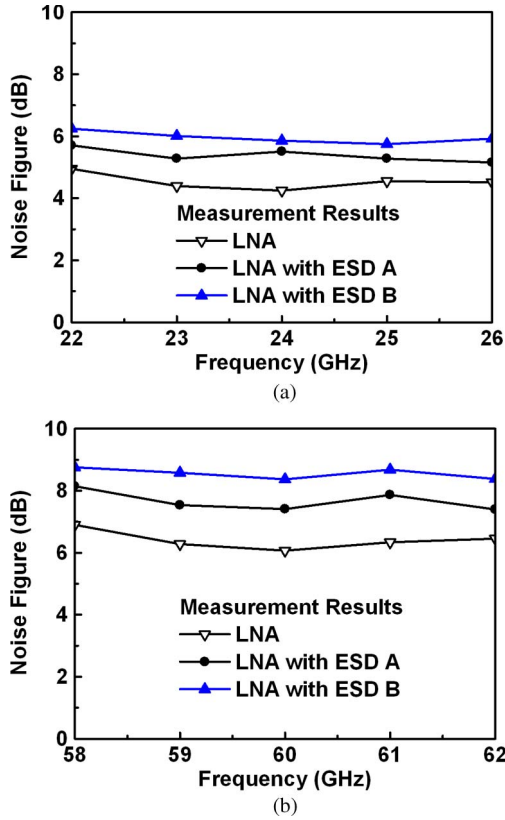 10
8
6
4
2
0
Noise Figure (dB)
Measurement Results
LNA
LNA with ESD A
LNA with ESD B
22 23 24 25 26
Frequency (GHz)
(a)
10
8
6
4
2
0
Noise Figure (dB)
Measurement Results
LNA
LNA with ESD A
LNA with ESD B
58 59 60 61 62
Frequency (GHz)
(b)